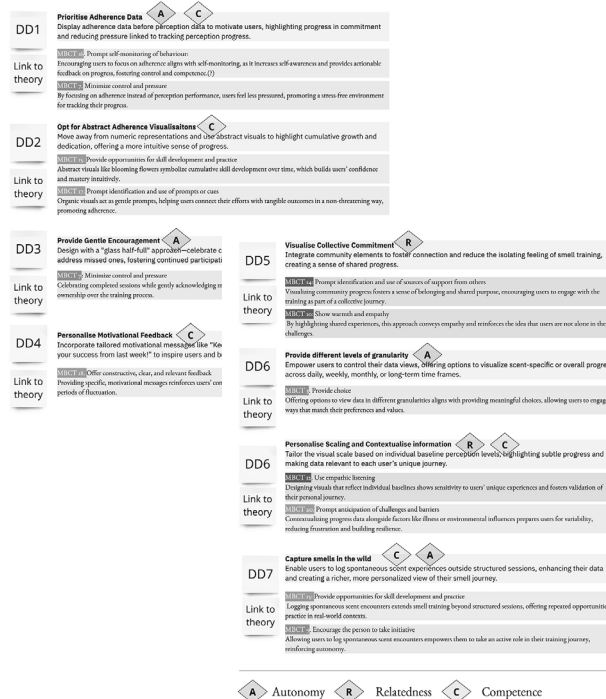 DD1
Prioritise Adherence Data
A
C
Display adherence data before perception data to motivate users, highlighting progress in commitment
and reducing pressure linked to tracking perception progress.
Link to
theory
MBCT 16. Prompt self-monitoring of behaviour:
Encouraging users to focus on adherence aligns with self-monitoring, as it increases self-awareness and provides actionable
feedback on progress, fostering control and competence.(?)
Minimize control and pressure
By focusing on adherence instead of perception performance, users feel less pressured, promoting a stress-free environment
for tracking their progress.
DD2
Opt for Abstract Adherence Visualisaitons
C
Move away from numeric representations and use abstract visuals to highlight cumulative growth and
dedication, offering a more intuitive sense of progress.
Link to
theory
Provide opportunities for skill development and practice
Abstract visuals like blooming flowers symbolize cumulative skill development over time, which builds users' confidence
and mastery intuitively.
Prompt identification and use of prompts or cues
Organic visuals act as gentle prompts, helping users connect their efforts with tangible outcomes in a non-threatening way,
promoting adherence.
DD3
Provide Gentle Encouragement
A
Design with a "glass half-full" approach—celebrate c
address missed ones, fostering continued participati
Link to
theory
Minimize control and pressure
Celebrating completed sessions while gently acknowledging m
ownership over the training process.
DD4
Personalise Motivational Feedback
C
Incorporate tailored motivational messages like "Kee
your success from last week!" to inspire users and b
Link to
theory
MBCT 18. Offer constructive, clear, and relevant feedback
Providing specific, motivational messages reinforces users' con
periods of fluctuation.
DD5
Visualise Collective Commitment
R
Integrate community elements to foster connection and reduce the isolating feeling of smell training,
creating a sense of shared progress.
Link to
theory
MBCT 14. Prompt identification and use of sources of support from others
Visualizing community progress fosters a sense of belonging and shared purpose, encouraging users to engage with the
training as part of a collective journey.
Show warmth and empathy
By highlighting shared experiences, this approach conveys empathy and reinforces the idea that users are not alone in the
challenges.
DD6
Provide different levels of granularity
A
Empower users to control their data views, offering options to visualize scent-specific or overall progre
across daily, weekly, monthly, or long-term time frames.
Link to
theory
Provide choice
Offering options to view data in different granularities aligns with providing meaningful choices, allowing users to engag
ways that match their preferences and values.
DD6
Personalise Scaling and Contextualise information
R
C
Tailor the visual scale based on individual baseline perception levels, highlighting subtle progress and
making data relevant to each user's unique journey.
Link to
theory
Use empathic listening
Designing visuals that reflect individual baselines shows sensitivity to users' unique experiences and fosters validation of
their personal journey.
MBCT 20. Prompt anticipation of challenges and barriers
Contextualizing progress data alongside factors like illness or environmental influences prepares users for variability,
reducing frustration and building resilience.
DD7
Capture smells in the wild
C
A
Enable users to log spontaneous scent experiences outside structured sessions, enhancing their data
and creating a richer, more personalized view of their smell journey.
Link to
theory
Provide opportunities for skill development and practice
Logging spontaneous scent encounters extends smell training beyond structured sessions, offering repeated opportunitie
practice in real-world contexts.
Encourage the person to take initiative
Allowing users to log spontaneous scent encounters empowers them to take an active role in their training journey,
reinforcing autonomy.
A Autonomy R Relatedness C Competence